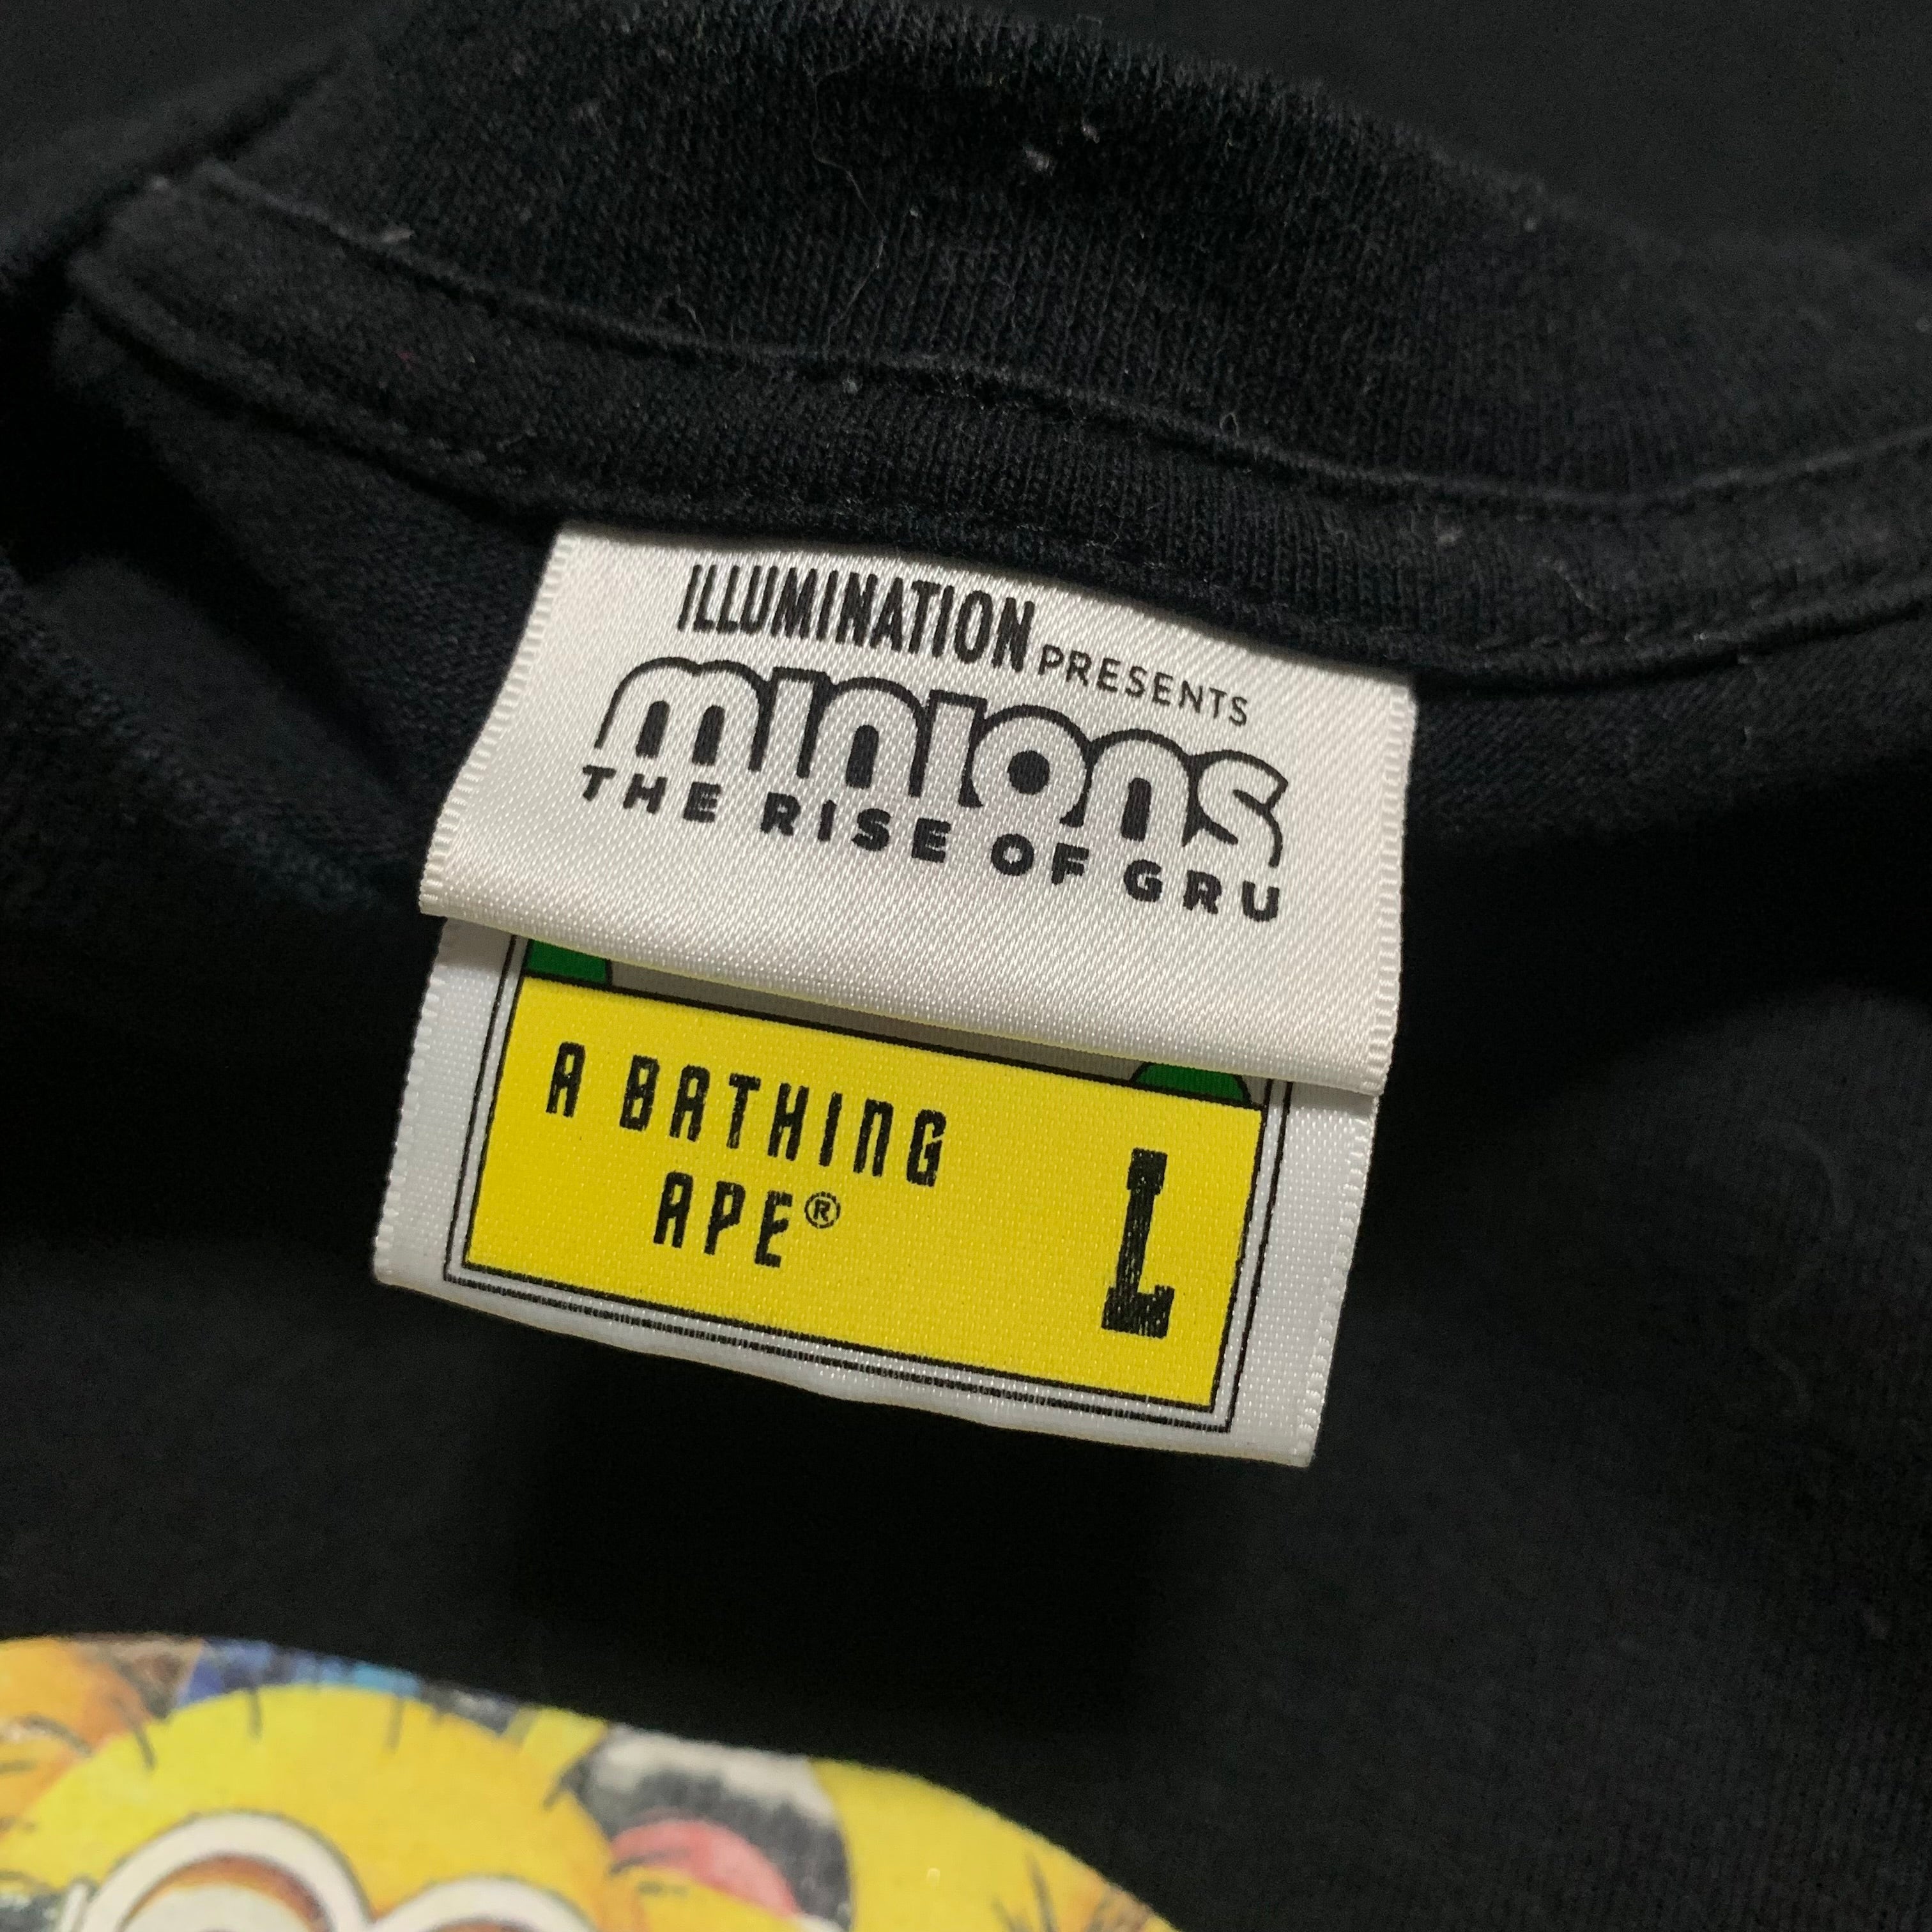 ILLUMINATION PRESENTS
minions
THE RISE OF GRU
A BATHING
APE®
L